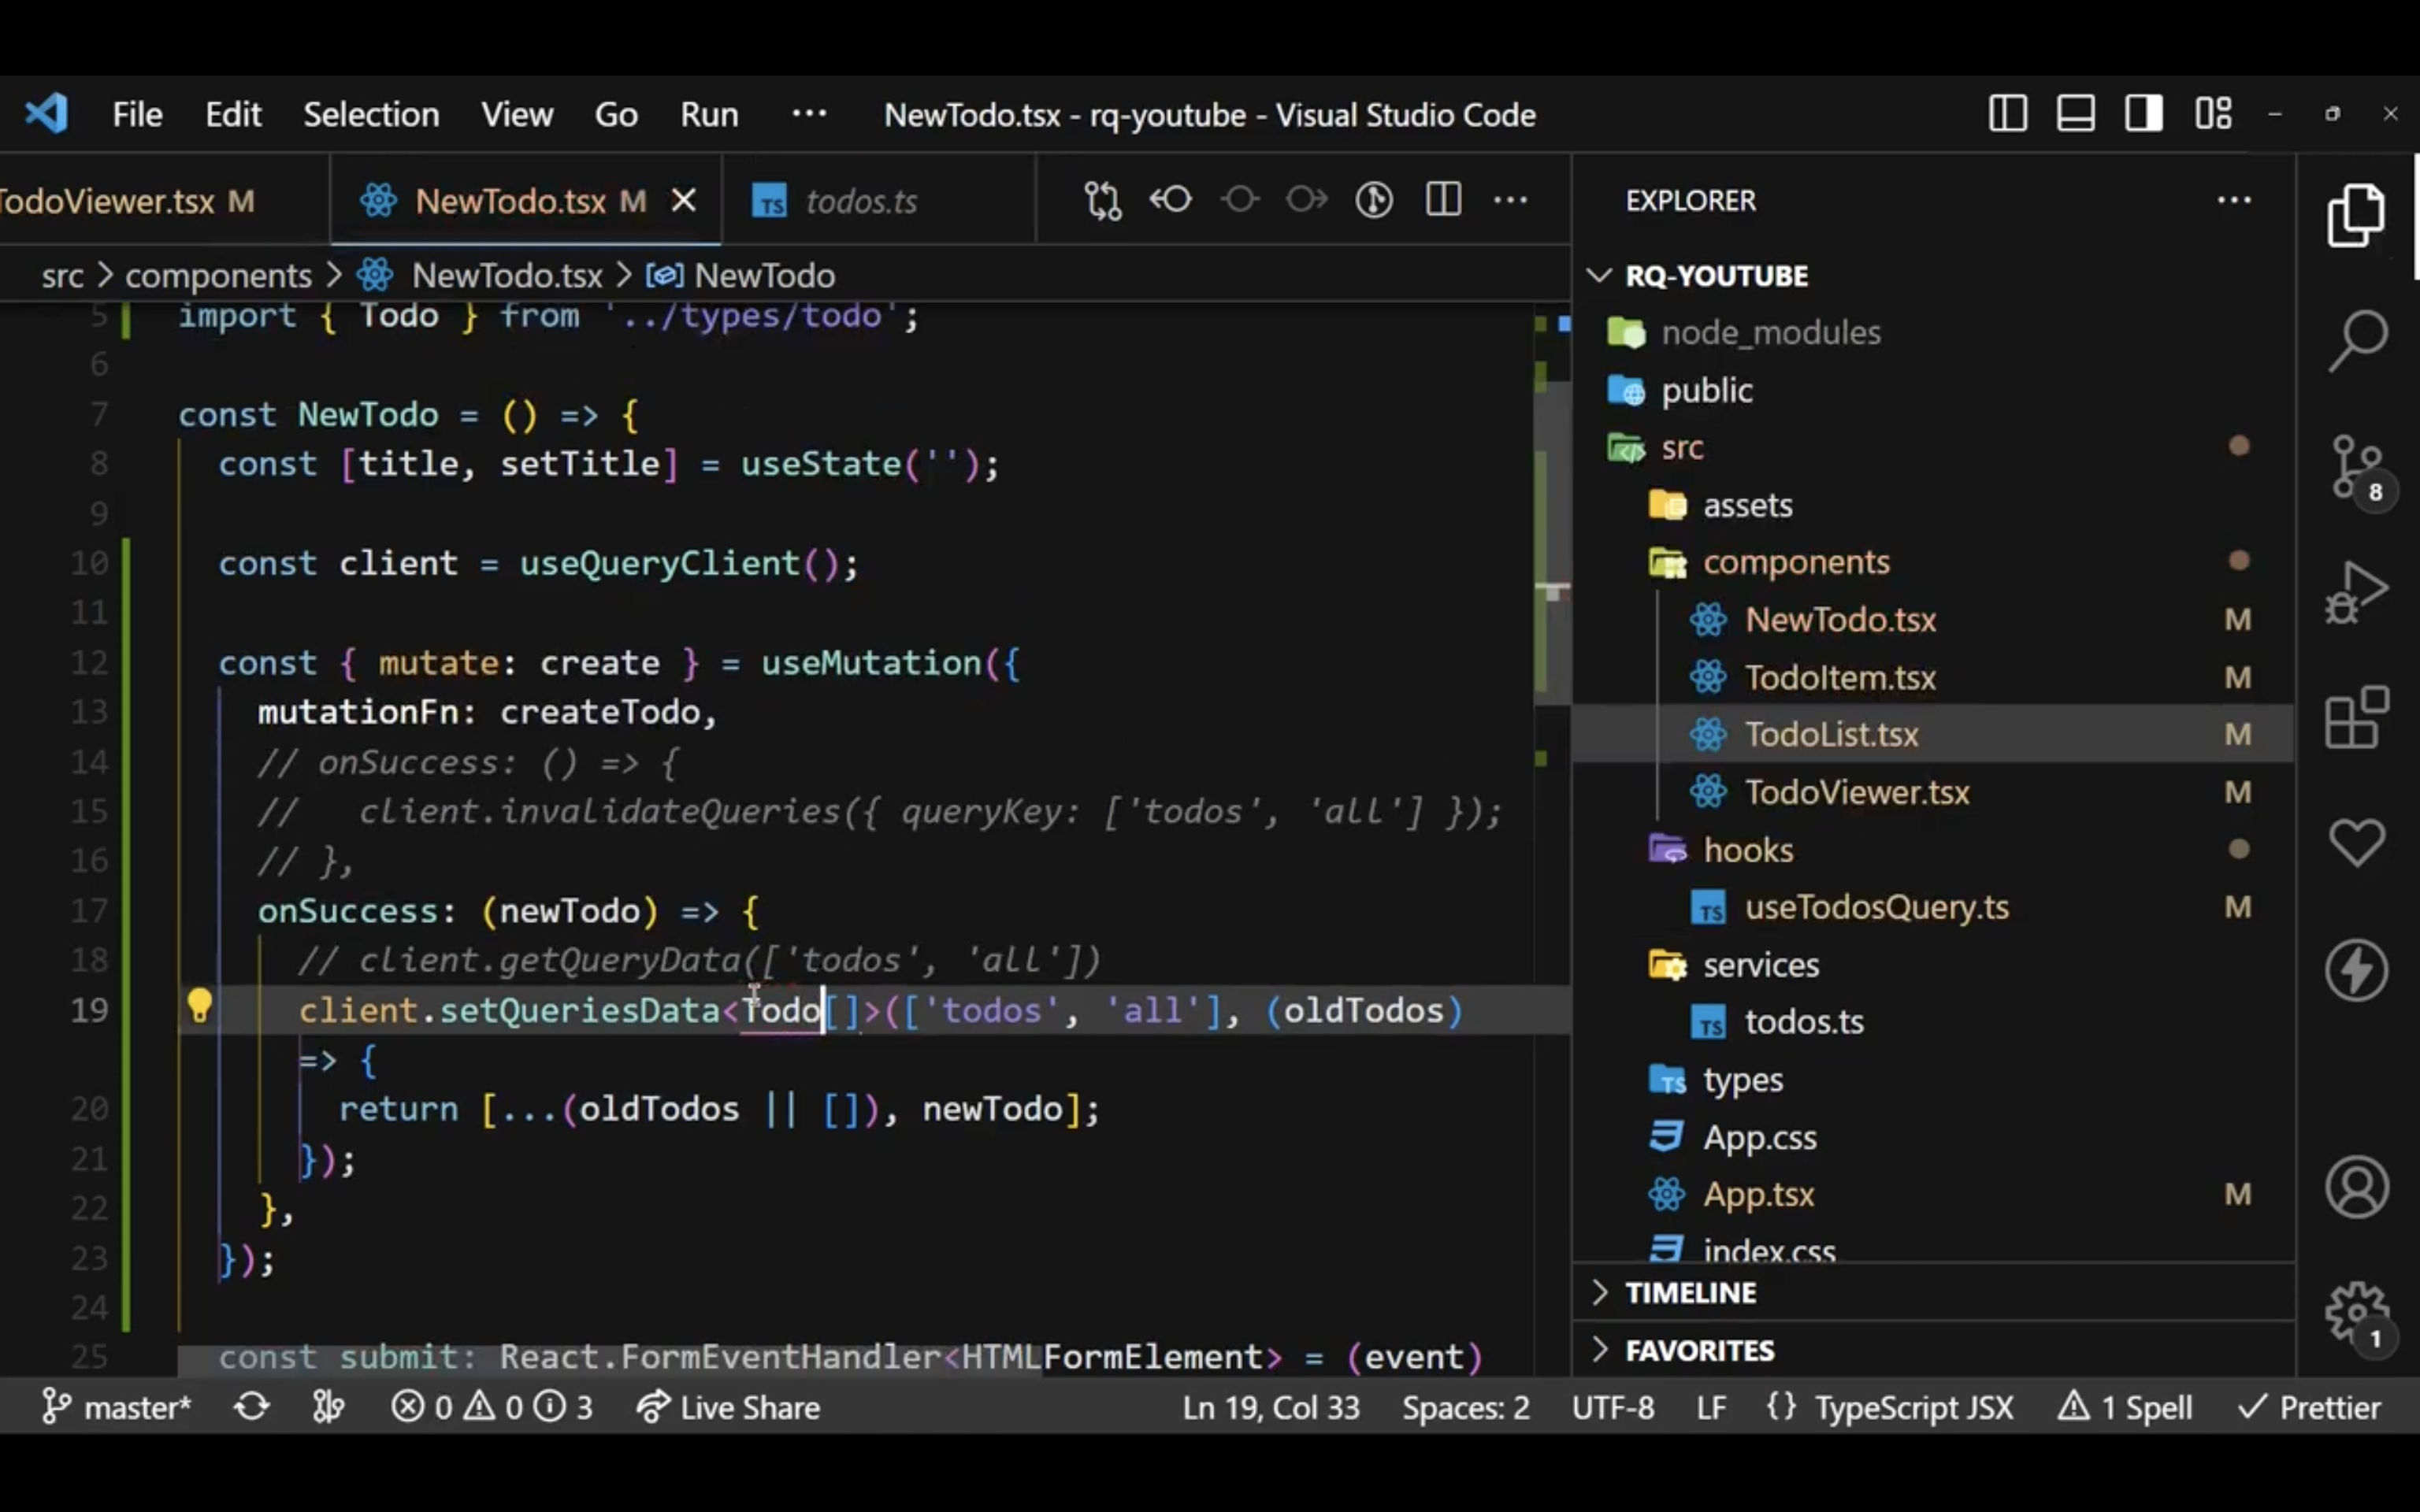 File Edit Selection View Go Run ··· NewTodo.tsx - rq-youtube - Visual Studio Code
TodoViewer.tsx M NewTodo.tsx M todos.ts
src > components > NewTodo.tsx > NewTodo
5 import { Todo } from '../types/todo';
6
7 const NewTodo = () => {
8 const [title, setTitle] = useState('');
9
10 const client = useQueryClient();
11
12 const { mutate: create } = useMutation({
13 mutationFn: createTodo,
14 // onSuccess: () => {
15 //   client.invalidateQueries({ queryKey: ['todos', 'all'] });
16 // },
17 onSuccess: (newTodo) => {
18 // client.getQueryData(['todos', 'all'])
19 client.setQueriesData<Todo[]>(['todos', 'all'], (oldTodos)
=> {
20 return [...(oldTodos || []), newTodo];
21 });
22 },
23 });
24
25 const submit: React.FormEventHandler<HTMLFormElement> = (event)
EXPLORER ···
RQ-YOUTUBE
node_modules
public
src
assets
components
NewTodo.tsx M
TodoItem.tsx M
TodoList.tsx M
TodoViewer.tsx M
hooks
TS useTodosQuery.ts M
services
TS todos.ts
types
App.css
App.tsx M
index.css
TIMELINE
FAVORITES
8
1
master* 0 0 3 Live Share Ln 19, Col 33 Spaces: 2 UTF-8 LF {} TypeScript JSX 1 Spell Prettier